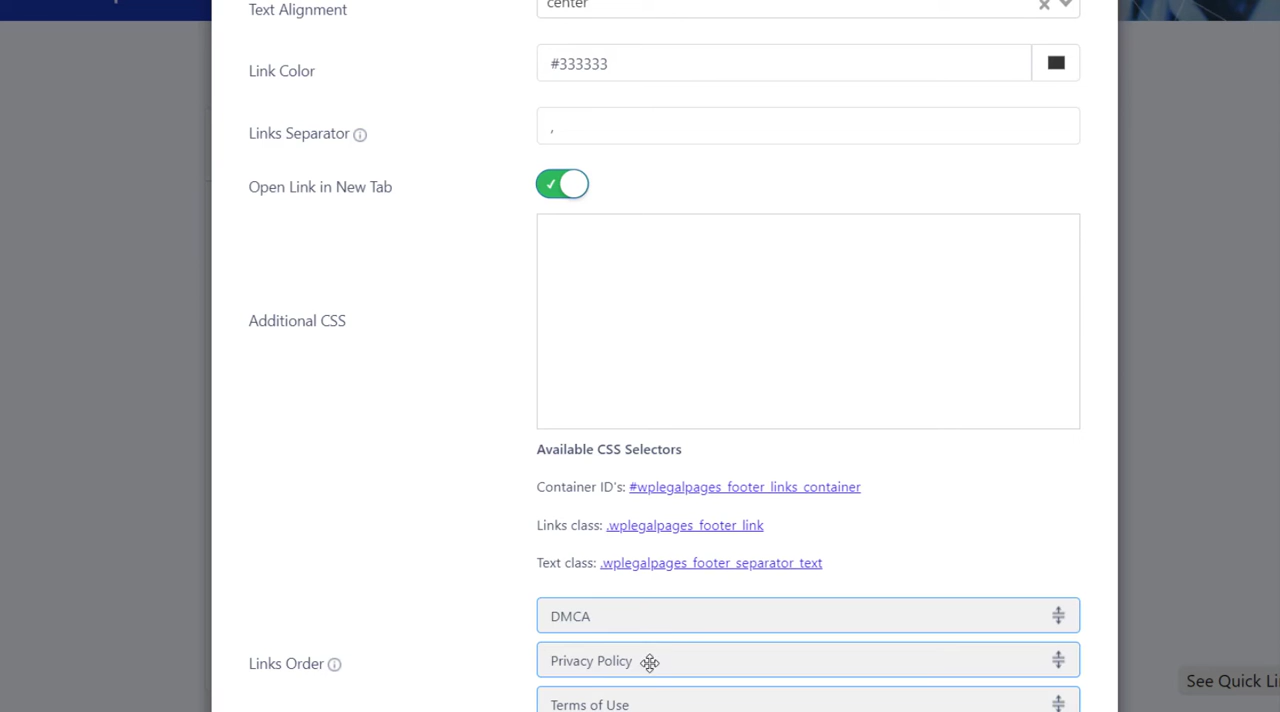 Text Alignment
center
Link Color
#333333
Links Separator
,
Open Link in New Tab
Additional CSS
Available CSS Selectors
Container ID's: #wplegalpages_footer_links_container
Links class: .wplegalpages_footer_link
Text class: .wplegalpages_footer_separator_text
DMCA
Links Order
Privacy Policy
Terms of Use
See Quick Li